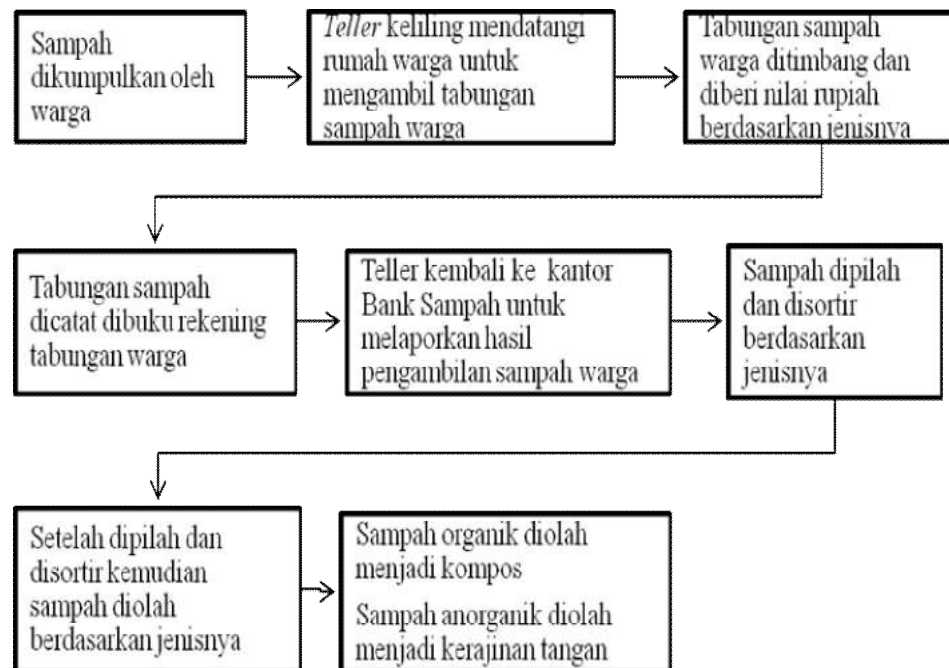 Sampah
dikumpulkan oleh
warga
Teller keliling mendatangi
rumah warga untuk
mengambil tabungan
sampah warga
Tabungan sampah
warga ditimbang dan
diberi nilai rupiah
berdasarkan jenisnya
Tabungan sampah
dicatat dibuku rekening
tabungan warga
Teller kembali ke kantor
Bank Sampah untuk
melaporkan hasil
pengambilan sampah warga
Sampah dipilah
dan disortir
berdasarkan
jenisnya
Setelah dipilah dan
disortir kemudian
sampah diolah
berdasarkan jenisnya
Sampah organik diolah
menjadi kompos
Sampah anorganik diolah
menjadi kerajinan tangan